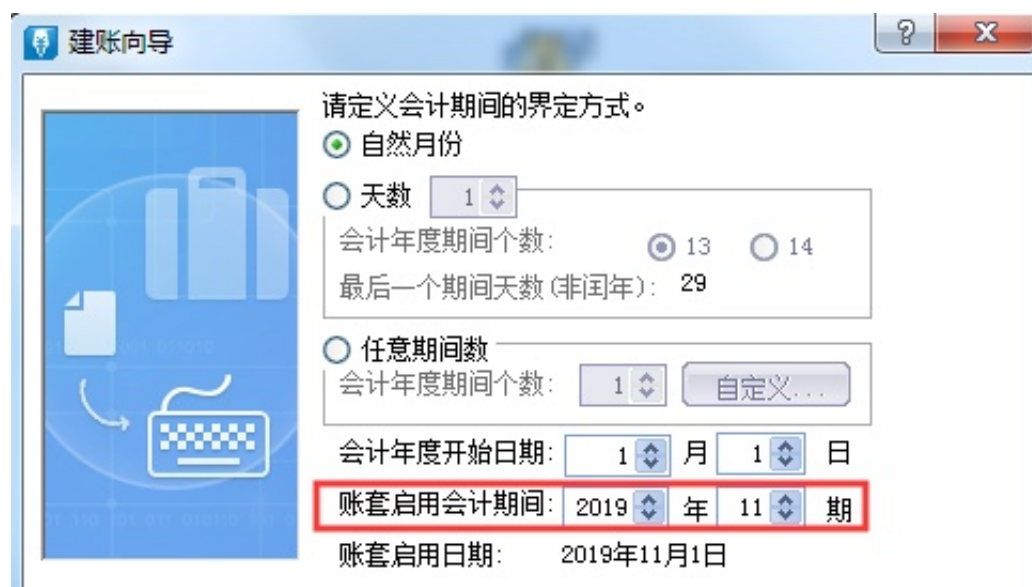 建账向导
请定义会计期间的界定方式。
自然月份
天数 1
会计年度期间个数: 13 14
最后一个期间天数(非闰年): 29
任意期间数
会计年度期间个数: 1 自定义...
会计年度开始日期: 1 月 1 日
账套启用会计期间: 2019 年 11 期
账套启用日期: 2019年11月1日